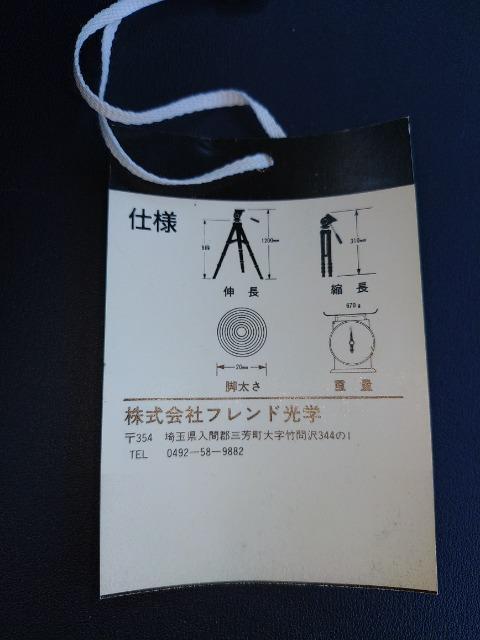 仕様
1200mm
310mm
伸長
縮長
670g
20mm
脚太さ
重量
株式会社フレンド光学
〒354 埼玉県入間郡三芳町大字竹間沢344の1
TEL 0492-58-9882